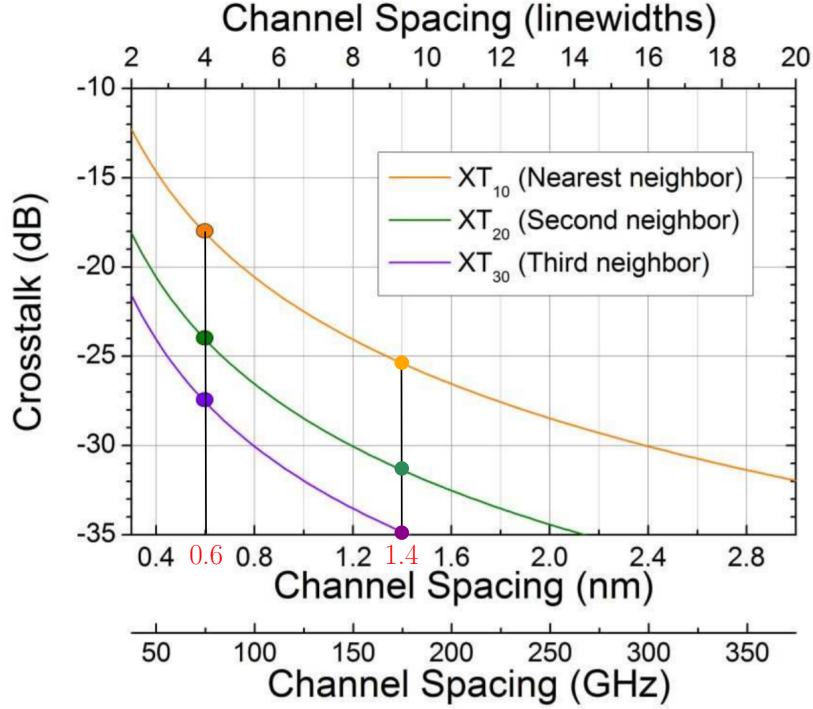 Channel Spacing (linewidths)
2 4 6 8 10 12 14 16 18 20
-10
-15
-20
-25
-30
-35
Crosstalk (dB)
XT10 (Nearest neighbor)
XT20 (Second neighbor)
XT30 (Third neighbor)
0.4 0.6 0.8 1.2 1.4 1.6 2.0 2.4 2.8
Channel Spacing (nm)
50 100 150 200 250 300 350
Channel Spacing (GHz)